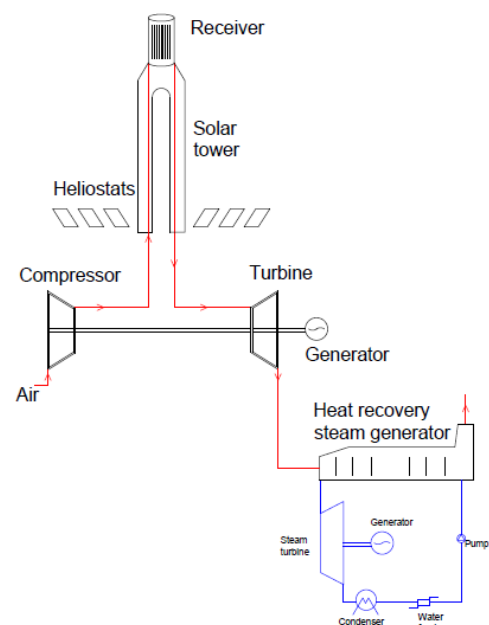 Receiver
Solar
tower
Heliostats
Compressor
Turbine
Generator
Air
Heat recovery
steam generator
Steam
turbine
Generator
Pump
Condenser
Water